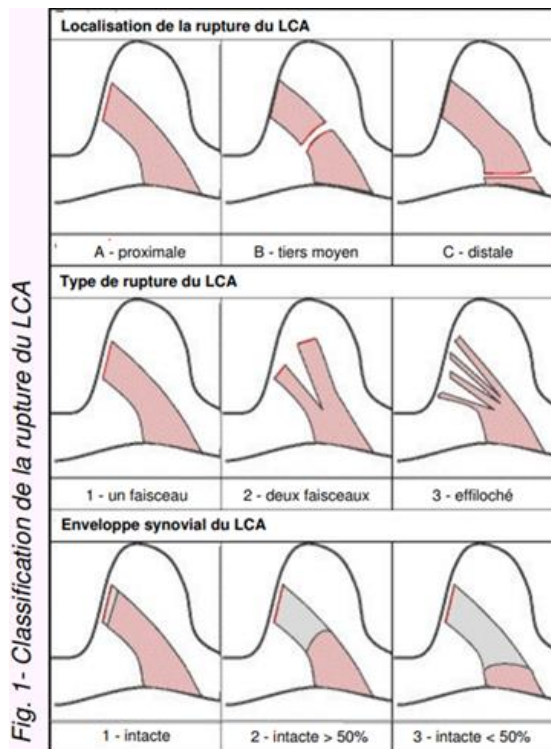 Localisation de la rupture du LCA
A - proximale
B - tiers moyen
C - distale
Type de rupture du LCA
1 - un faisceau
2 - deux faisceaux
3 - effiloché
Enveloppe synovial du LCA
1 - intacte
2 - intacte > 50%
3 - intacte < 50%
Fig. 1- Classification de la rupture du LCA